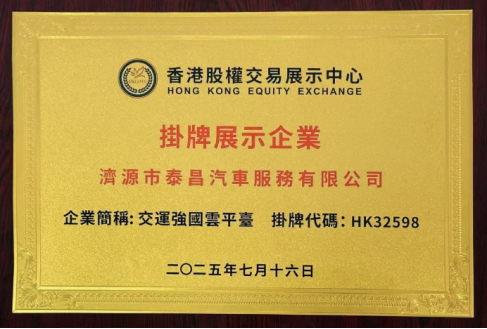 香港股權交易展示中心
HONG KONG EQUITY EXCHANGE
掛牌展示企業
濟源市泰昌汽車服務有限公司
企業簡稱:交運強國雲平臺 掛牌代碼:HK32598
二〇二五年七月十六日